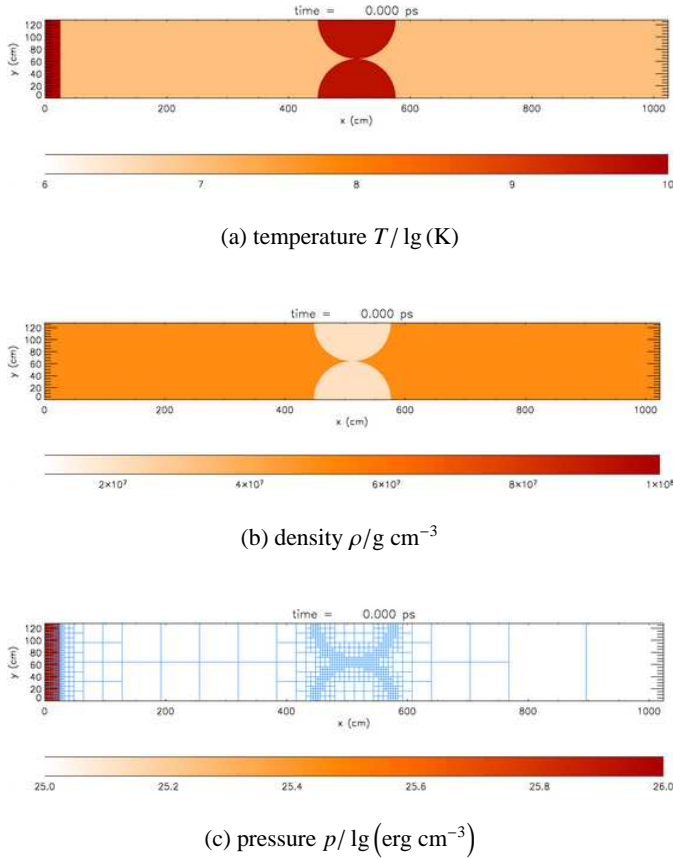 time = 0.000 ps
y (cm)
120
100
80
60
40
20
0
0 200 400 600 800 1000
x (cm)
6 7 8 9 10
(a) temperature T / lg (K)
time = 0.000 ps
y (cm)
120
100
80
60
40
20
0
0 200 400 600 800 1000
x (cm)
2×10⁷ 4×10⁷ 6×10⁷ 8×10⁷ 1×10⁸
(b) density ρ/g cm⁻³
time = 0.000 ps
y (cm)
120
100
80
60
40
20
0
0 200 400 600 800 1000
x (cm)
25.0 25.2 25.4 25.6 25.8 26.0
(c) pressure p/ lg (erg cm⁻³)